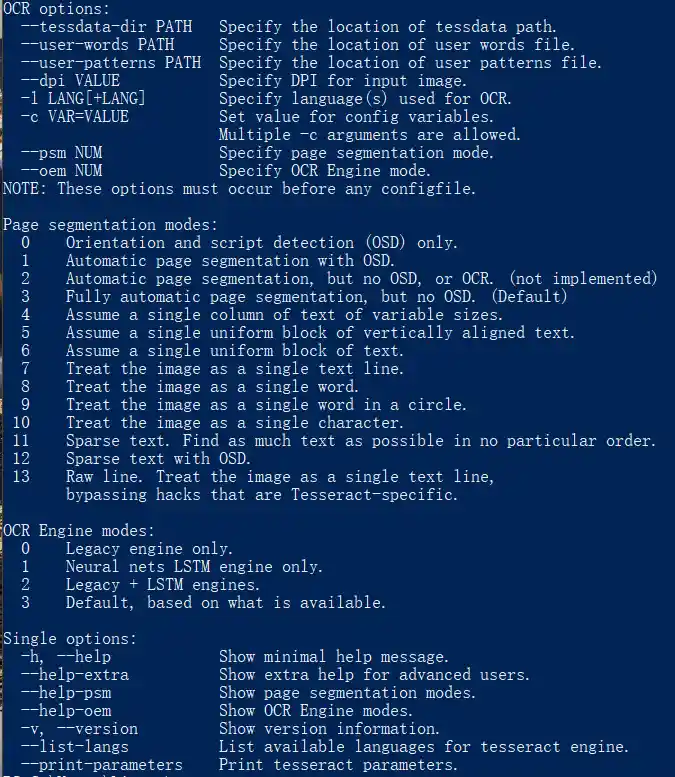 OCR options:
  --tessdata-dir PATH   Specify the location of tessdata path.
  --user-words PATH     Specify the location of user words file.
  --user-patterns PATH  Specify the location of user patterns file.
  --dpi VALUE           Specify DPI for input image.
  -l LANG[+LANG]        Specify language(s) used for OCR.
  -c VAR=VALUE          Set value for config variables.
                        Multiple -c arguments are allowed.
  --psm NUM             Specify page segmentation mode.
  --oem NUM             Specify OCR Engine mode.
NOTE: These options must occur before any configfile.

Page segmentation modes:
  0    Orientation and script detection (OSD) only.
  1    Automatic page segmentation with OSD.
  2    Automatic page segmentation, but no OSD, or OCR. (not implemented)
  3    Fully automatic page segmentation, but no OSD. (Default)
  4    Assume a single column of text of variable sizes.
  5    Assume a single uniform block of vertically aligned text.
  6    Assume a single uniform block of text.
  7    Treat the image as a single text line.
  8    Treat the image as a single word.
  9    Treat the image as a single word in a circle.
 10    Treat the image as a single character.
 11    Sparse text. Find as much text as possible in no particular order.
 12    Sparse text with OSD.
 13    Raw line. Treat the image as a single text line,
       bypassing hacks that are Tesseract-specific.

OCR Engine modes:
  0    Legacy engine only.
  1    Neural nets LSTM engine only.
  2    Legacy + LSTM engines.
  3    Default, based on what is available.

Single options:
  -h, --help            Show minimal help message.
  --help-extra          Show extra help for advanced users.
  --help-psm            Show page segmentation modes.
  --help-oem            Show OCR Engine modes.
  -v, --version         Show version information.
  --list-langs          List available languages for tesseract engine.
  --print-parameters    Print tesseract parameters.